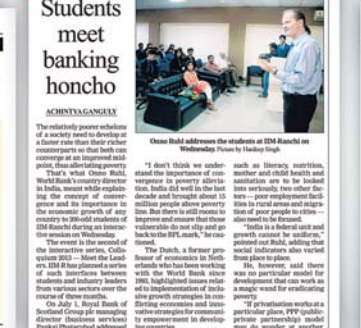 Students
meet
banking
honcho
ACHINTYA GANGULY
The relatively poorer echelons
of a society need to develop at
a faster rate than their richer
counterparts so that both can
converge at an improved mid-
point, thus alleviating poverty.
That's what Onno Ruhl,
World Bank's country director
in India, meant while explain-
ing the concept of conver-
gence and its importance in
the economic growth of any
country to 200-odd students of
IIM-Ranchi during an interac-
tive session on Wednesday.
The event is the second of
the interactive series, Collo-
quium 2013 — Meet the Lead-
ers. IIM-R has planned a series
of such interfaces between
students and industry leaders
from various sectors over the
course of three months.
On July 1, Royal Bank of
Scotland Group plc managing
director (business services)
Pankaj Phatarphod addressed
Onno Ruhl addresses the students at IIM-Ranchi on
Wednesday. Picture by Hardeep Singh
"I don't think we under-
stand the importance of con-
vergence in poverty allevia-
tion. India did well in the last
decade and brought about 15
million people above poverty
line. But there is still rooms to
improve and ensure that those
vulnerable do not slip and go
back to the BPL mark," he cau-
tioned.
The Dutch, a former pro-
fessor of economics in Neth-
erlands who has been working
with the World Bank since
1993, highlighted issues relat-
ed to implementation of inclu-
sive growth strategies in con-
flicting economies and inno-
vative strategies for communi-
ty empowerment in develop-
ing countries.
such as literacy, nutrition,
mother and child health and
sanitation are to be looked
into seriously, two other fac-
tors — poor employment facil-
ities in rural areas and migra-
tion of poor people to cities —
also need to be focused.
"India is a federal unit and
growth cannot be uniform,"
pointed out Ruhl, adding that
social indicators also varied
from place to place.
He, however, said there
was no particular model for
development that can work as
a magic wand for eradicating
poverty.
"If privatisation works at a
particular place, PPP (public-
private partnership) model
may do wonder at another